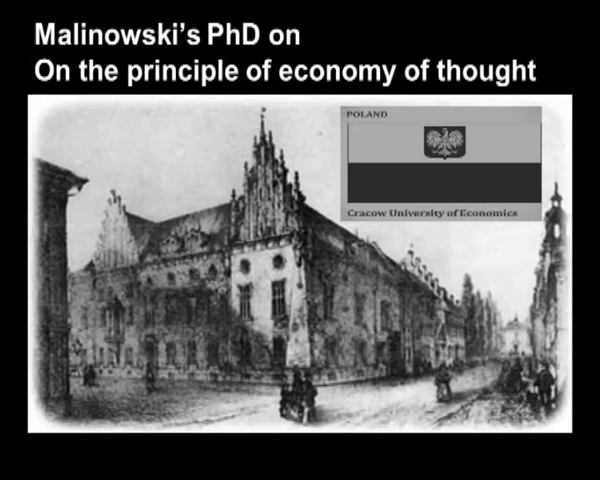 Malinowski's PhD on
On the principle of economy of thought
POLAND
Cracow University of Economics